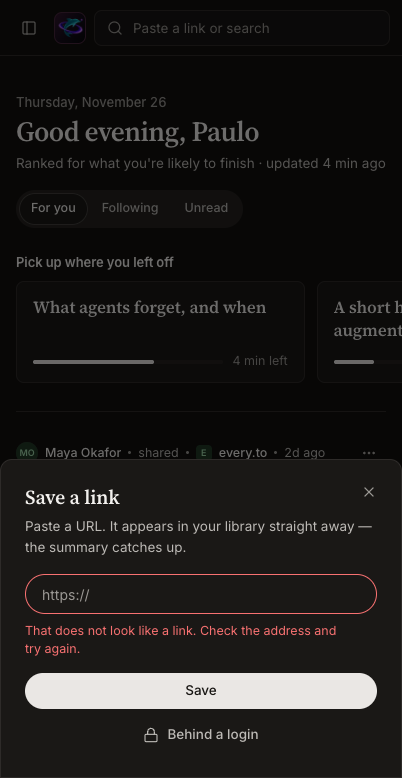 Paste a link or search
Thursday, November 26
Good evening, Paulo
Ranked for what you're likely to finish · updated 4 min ago
For you
Following
Unread
Pick up where you left off
What agents forget, and when
4 min left
A short h
augment
MO Maya Okafor • shared • E every.to • 2d ago
Save a link
Paste a URL. It appears in your library straight away —
the summary catches up.
https://
That does not look like a link. Check the address and
try again.
Save
Behind a login